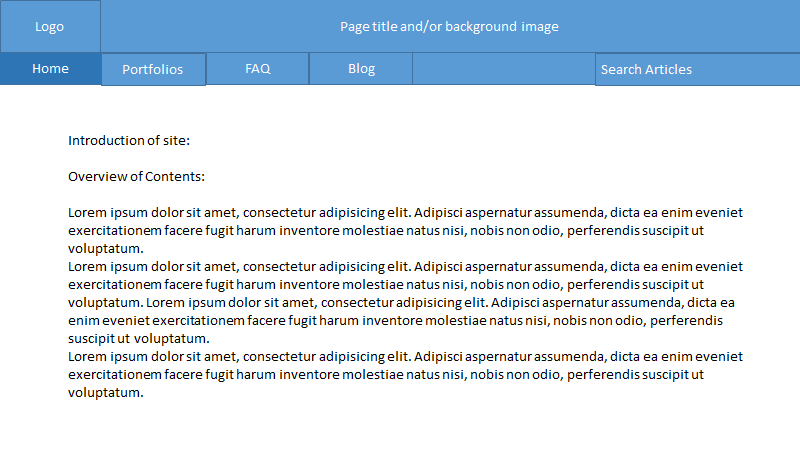 Logo
Page title and/or background image
Home
Portfolios
FAQ
Blog
Search Articles
Introduction of site:
Overview of Contents:
Lorem ipsum dolor sit amet, consectetur adipisicing elit. Adipisci aspernatur assumenda, dicta ea enim eveniet
exercitationem facere fugit harum inventore molestiae natus nisi, nobis non odio, perferendis suscipit ut
voluptatum.
Lorem ipsum dolor sit amet, consectetur adipisicing elit. Adipisci aspernatur assumenda, dicta ea enim eveniet
exercitationem facere fugit harum inventore molestiae natus nisi, nobis non odio, perferendis suscipit ut
voluptatum. Lorem ipsum dolor sit amet, consectetur adipisicing elit. Adipisci aspernatur assumenda, dicta ea
enim eveniet exercitationem facere fugit harum inventore molestiae natus nisi, nobis non odio, perferendis
suscipit ut voluptatum.
Lorem ipsum dolor sit amet, consectetur adipisicing elit. Adipisci aspernatur assumenda, dicta ea enim eveniet
exercitationem facere fugit harum inventore molestiae natus nisi, nobis non odio, perferendis suscipit ut
voluptatum.